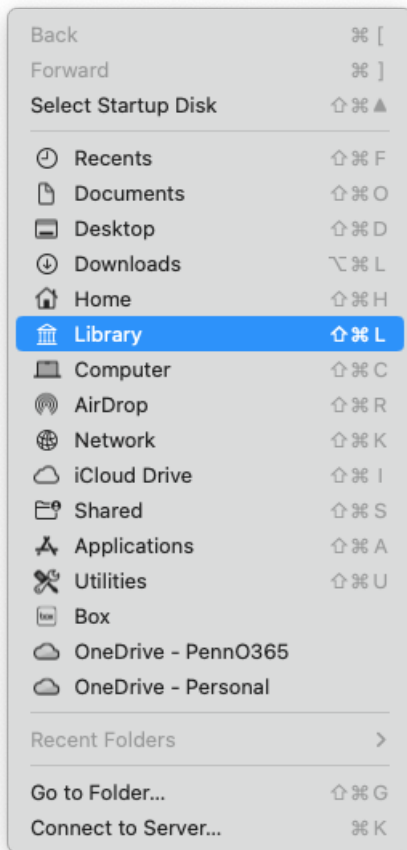 Back ⌘ [
Forward ⌘ ]
Select Startup Disk ⇧⌘▲
Recents ⇧⌘F
Documents ⇧⌘O
Desktop ⇧⌘D
Downloads ⌥⌘L
Home ⇧⌘H
Library ⇧⌘L
Computer ⇧⌘C
AirDrop ⇧⌘R
Network ⇧⌘K
iCloud Drive ⇧⌘I
Shared ⇧⌘S
Applications ⇧⌘A
Utilities ⇧⌘U
box Box
OneDrive - PennO365
OneDrive - Personal
Recent Folders >
Go to Folder... ⇧⌘G
Connect to Server... ⌘K